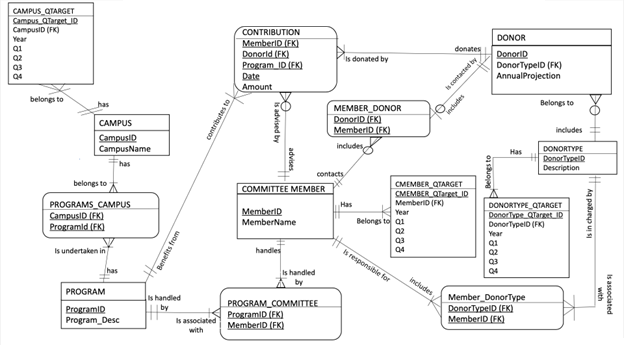 CAMPUS_QTARGET
Campus_QTarget_ID
CampusID (FK)
Year
Q1
Q2
Q3
Q4
belongs to
has
CAMPUS
CampusID
CampusName
has
belongs to
PROGRAMS_CAMPUS
CampusID (FK)
ProgramId (FK)
Is undertaken in
has
PROGRAM
ProgramID
Program_Desc
CONTRIBUTION
MemberID (FK)
DonorId (FK)
Program_ID (FK)
Date
Amount
contributes to
Benefits from
Is donated by
donates
Is advised by
advises
DONOR
DonorID
DonorTypeID (FK)
AnnualProjection
Is contacted by
includes
MEMBER_DONOR
DonorID (FK)
MemberID (FK)
includes
contacts
Belongs to
includes
DONORTYPE
DonorTypeID
Description
Has
Belongs to
DONORTYPE_QTARGET
DonorType_QTarget_ID
DonorTypeID (FK)
Year
Q1
Q2
Q3
Q4
COMMITTEE MEMBER
MemberID
MemberName
Has
Belongs to
CMEMBER_QTARGET
CMEMBER_QTarget_ID
MemberID (FK)
Year
Q1
Q2
Q3
Q4
handles
Is handled by
Is handled by
Is associated with
PROGRAM_COMMITTEE
ProgramID (FK)
MemberID (FK)
Is responsible for
includes
Member_DonorType
DonorTypeID (FK)
MemberID (FK)
Is in charged by
Is associated with